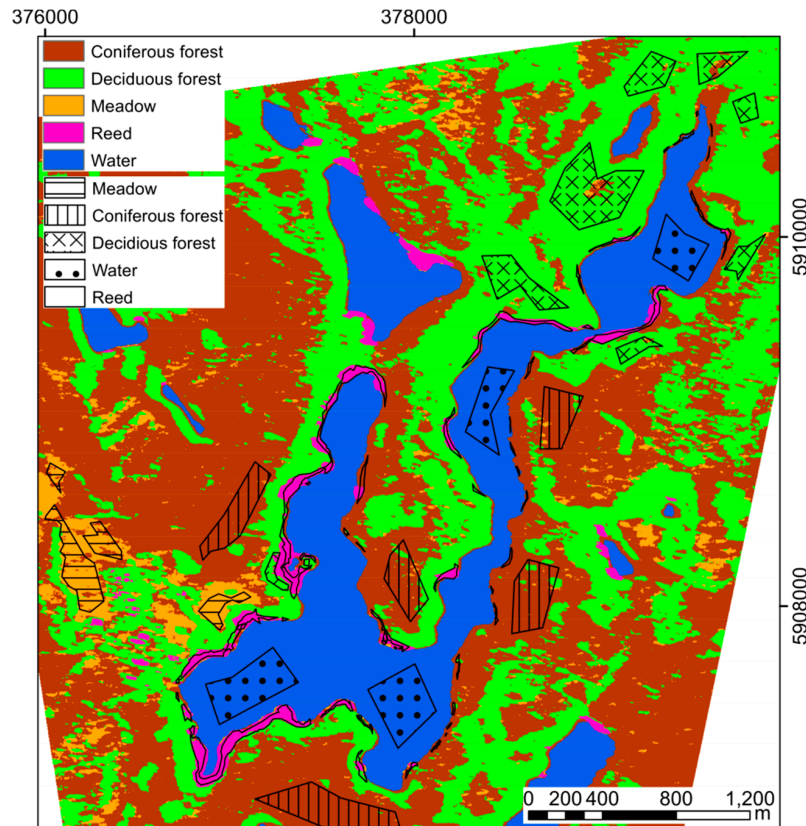 376000 378000
Coniferous forest
Deciduous forest
Meadow
Reed
Water
Meadow
Coniferous forest
Decidious forest
Water
Reed
5910000
5908000
0 200 400 800 1,200
m